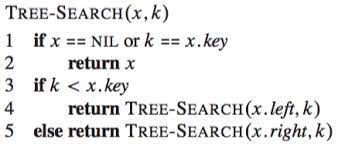 TREE-SEARCH(x, k)
1 if x == NIL or k == x.key
2 return x
3 if k < x.key
4 return TREE-SEARCH(x.left, k)
5 else return TREE-SEARCH(x.right, k)